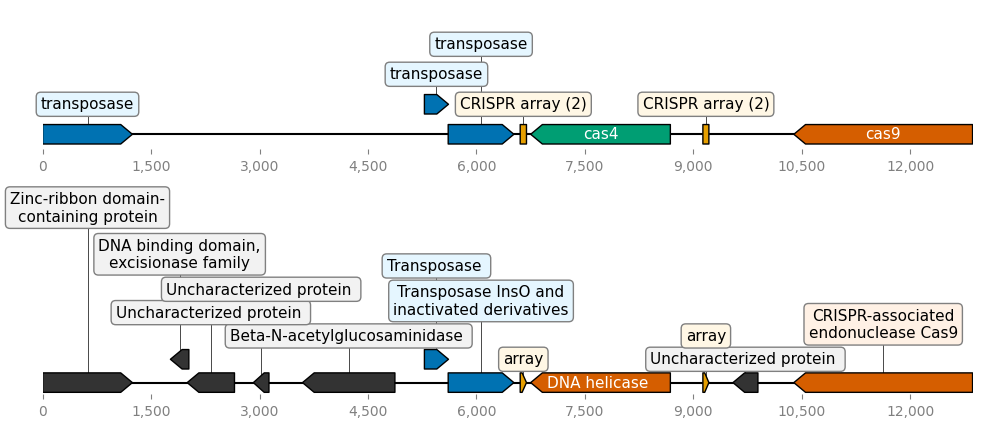 transposase
transposase
transposase
CRISPR array (2)
CRISPR array (2)
cas4
cas9
0
1,500
3,000
4,500
6,000
7,500
9,000
10,500
12,000
Zinc-ribbon domain-
containing protein
DNA binding domain,
excisionase family
Transposase
Uncharacterized protein
Transposase InsO and
inactivated derivatives
Uncharacterized protein
CRISPR-associated
endonuclease Cas9
Beta-N-acetylglucosaminidase
array
array
Uncharacterized protein
DNA helicase
0
1,500
3,000
4,500
6,000
7,500
9,000
10,500
12,000